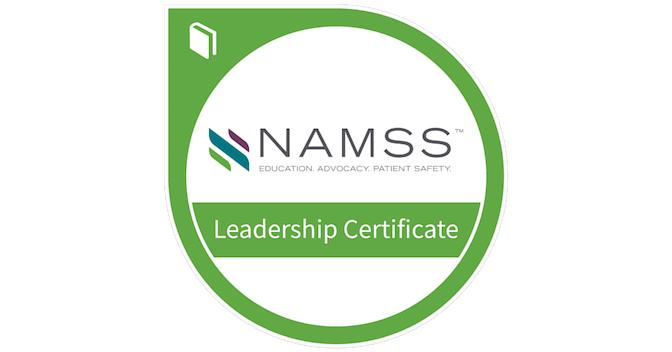 NAMSS™
EDUCATION. ADVOCACY. PATIENT SAFETY.
Leadership Certificate